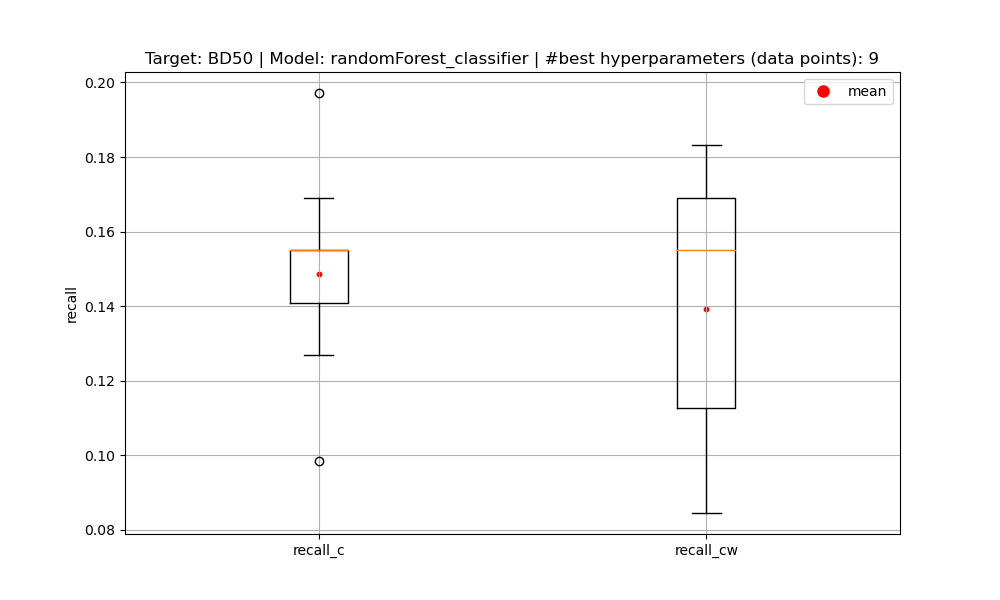 Target: BD50 | Model: randomForest_classifier | #best hyperparameters (data points): 9
mean
0.20
0.18
0.16
0.14
0.12
0.10
0.08
recall
recall_c
recall_cw